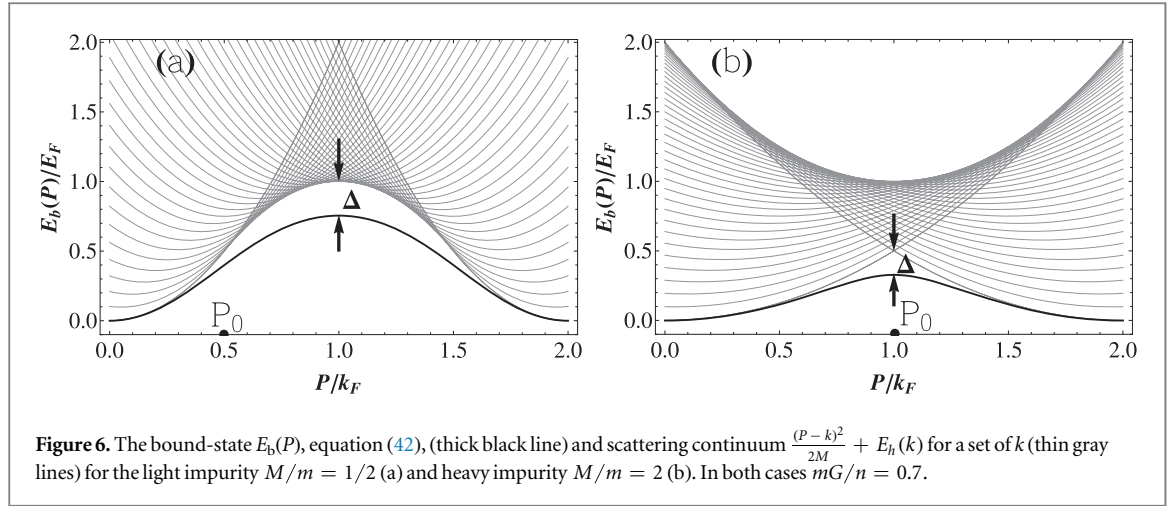 (a)
(b)
2.0
1.5
1.0
0.5
0.0
E_b(P)/E_F
Δ
P_0
0.0 0.5 1.0 1.5 2.0
P/k_F
2.0
1.5
1.0
0.5
0.0
E_b(P)/E_F
Δ
P_0
0.0 0.5 1.0 1.5 2.0
P/k_F
Figure 6. The bound-state E_b(P), equation (42), (thick black line) and scattering continuum \frac{(P-k)^2}{2M} + E_h(k) for a set of k (thin gray
lines) for the light impurity M/m = 1/2 (a) and heavy impurity M/m = 2 (b). In both cases mG/n = 0.7.